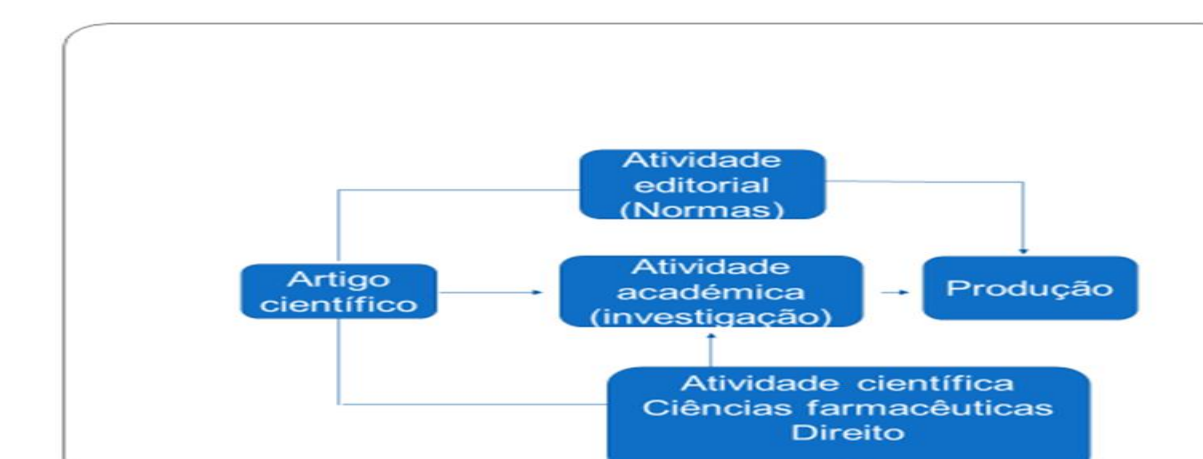 Atividade
editorial
(Normas)
Artigo
científico
Atividade
académica
(investigação)
Produção
Atividade científica
Ciências farmacêuticas
Direito